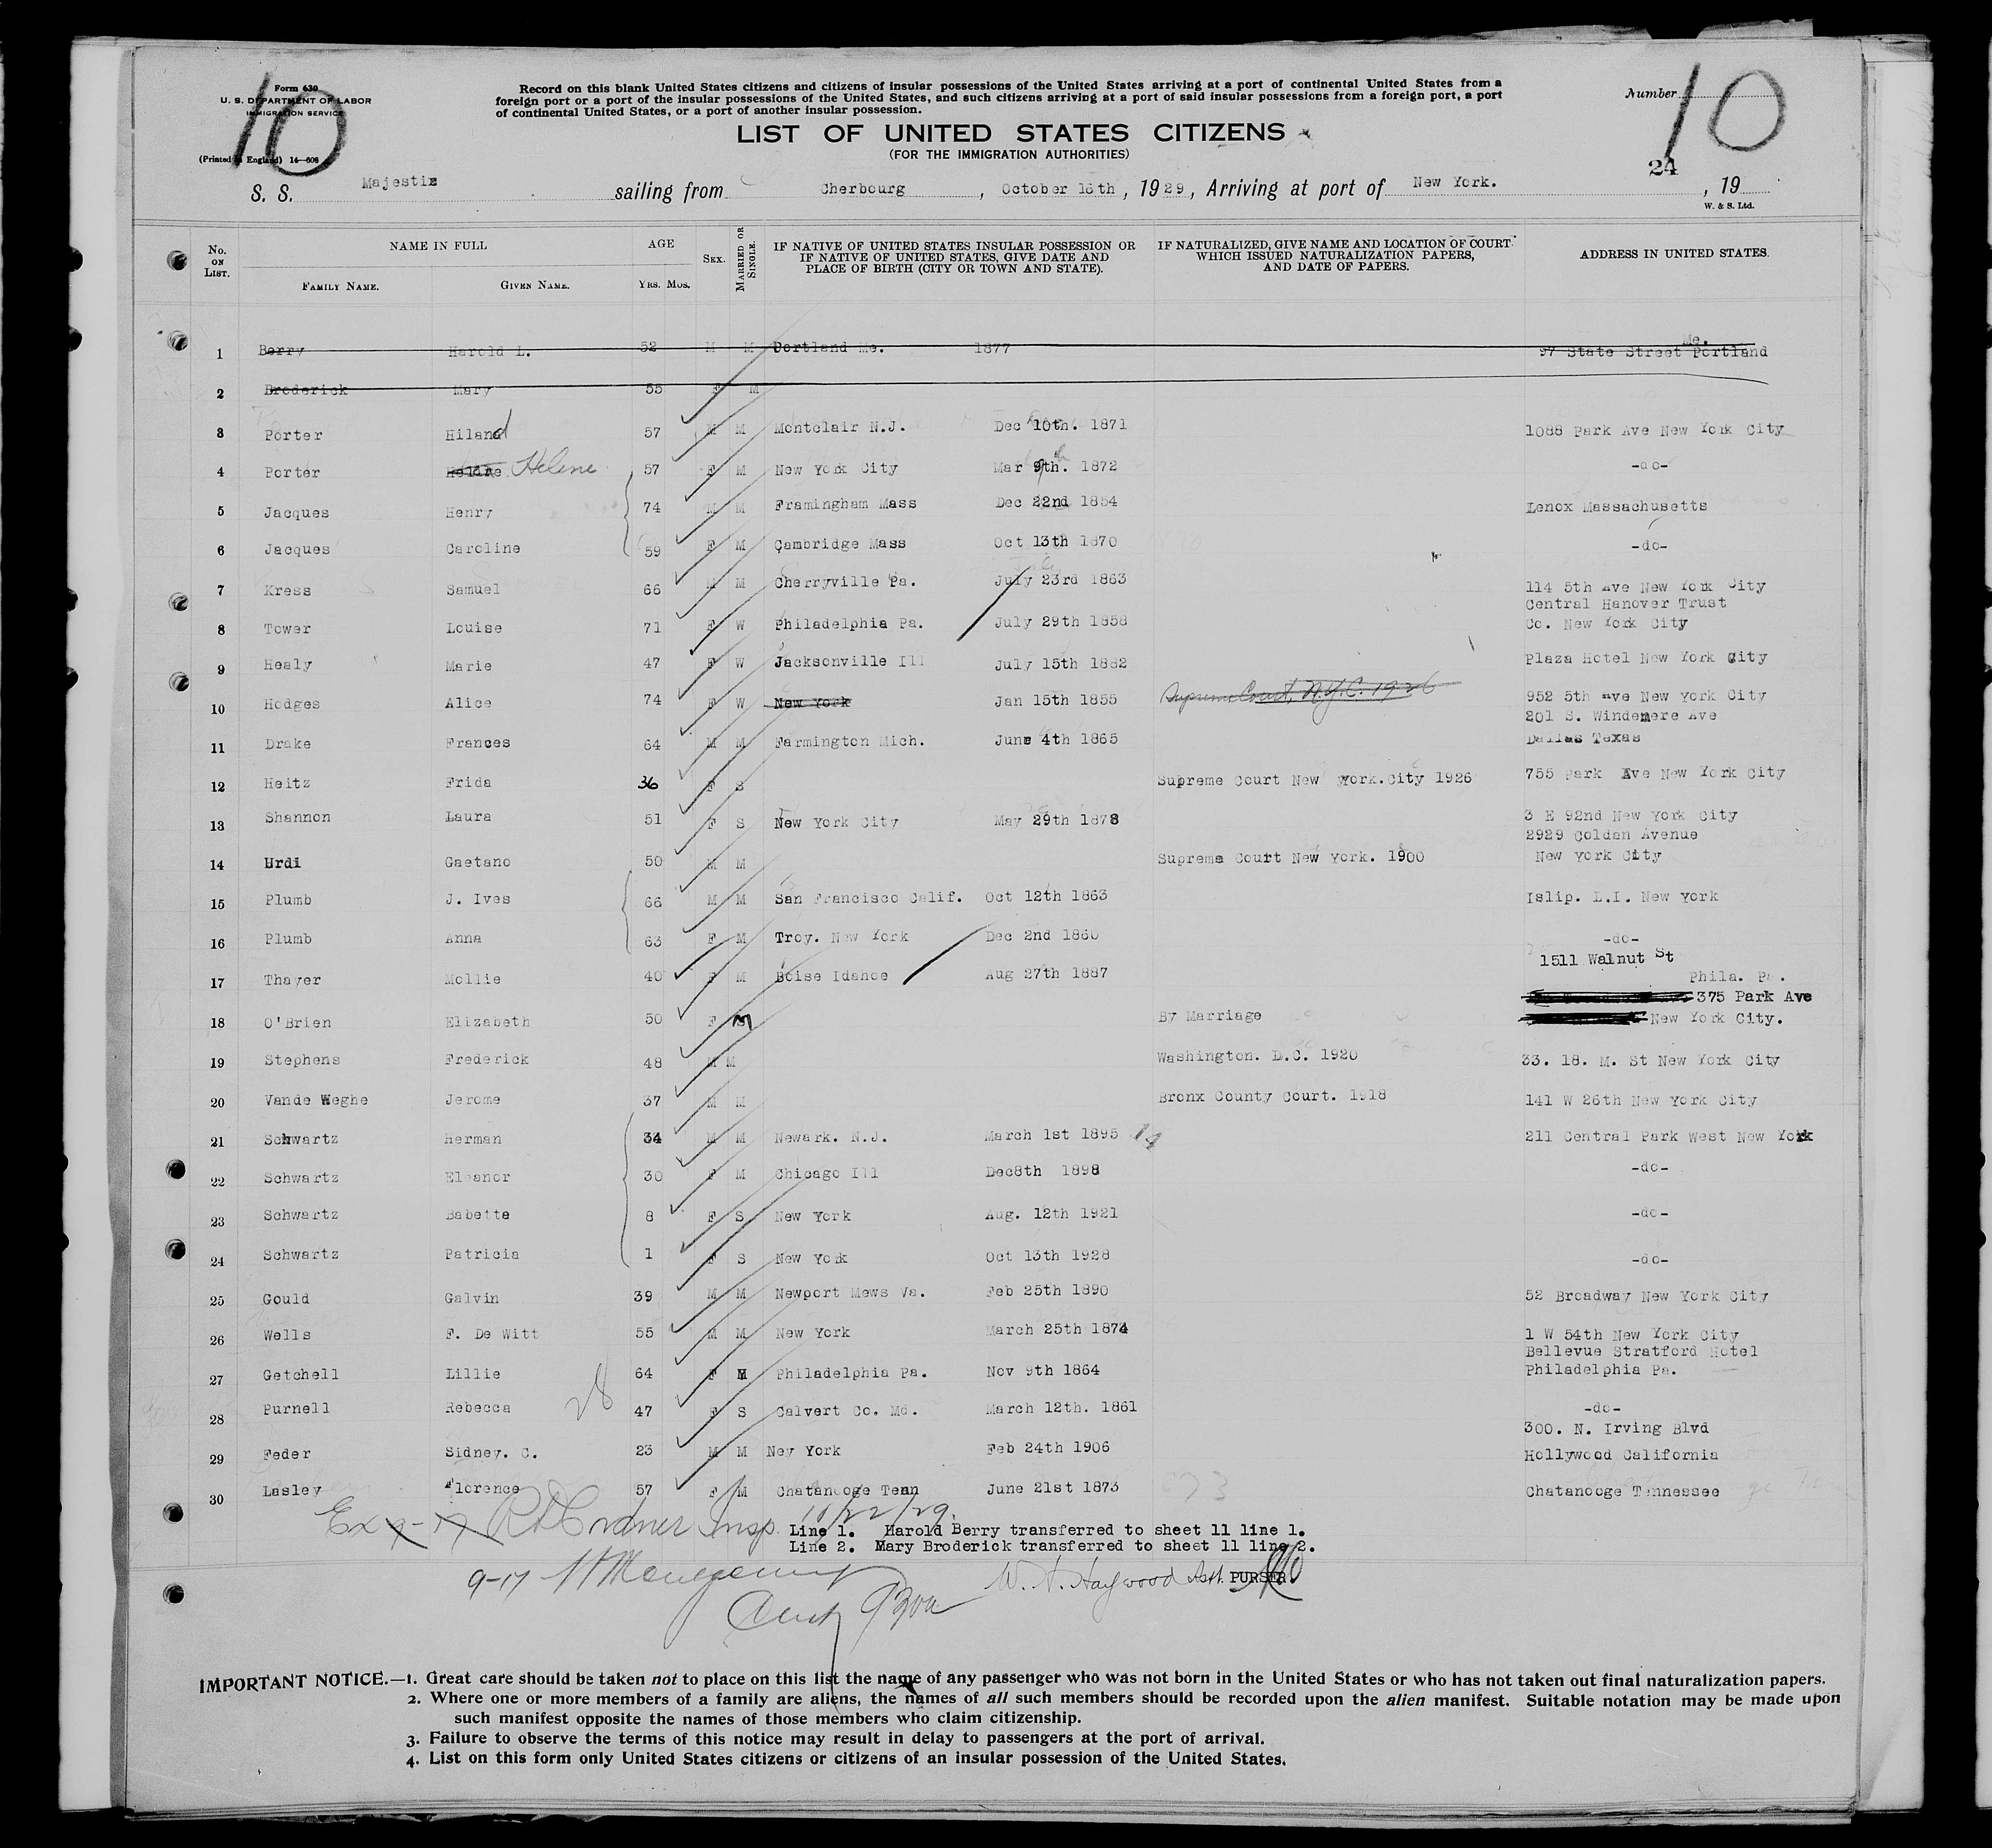 10
Form 630
U. S. DEPARTMENT OF LABOR
IMMIGRATION SERVICE
(Printed in England) 14—608
Record on this blank United States citizens and citizens of insular possessions of the United States arriving at a port of continental United States from a
foreign port or a port of the insular possessions of the United States, and such citizens arriving at a port of said insular possessions from a foreign port, a port
of continental United States, or a port of another insular possession.
Number 10
LIST OF UNITED STATES CITIZENS
(FOR THE IMMIGRATION AUTHORITIES)
24
S. S. Majestic sailing from Cherbourg, October 16th, 1929, Arriving at port of New York. , 19
W. & S. Ltd.
No. ON LIST. NAME IN FULL AGE SEX. MARRIED OR SINGLE. IF NATIVE OF UNITED STATES INSULAR POSSESSION OR IF NATIVE OF UNITED STATES, GIVE DATE AND PLACE OF BIRTH (CITY OR TOWN AND STATE). IF NATURALIZED, GIVE NAME AND LOCATION OF COURT WHICH ISSUED NATURALIZATION PAPERS, AND DATE OF PAPERS. ADDRESS IN UNITED STATES.
FAMILY NAME. GIVEN NAME. YRS. MOS.
1 Berry Harold L. 52 M M Portland Me. 1877 97 State Street Portland Me.
2 Broderick Mary 55 F M
3 Porter Hiland 57 M M Montclair N.J. Dec 10th. 1871 1088 Park Ave New York City
4 Porter Helene 57 F M New York City Mar 9th. 1872 -do-
5 Jacques Henry 74 M M Framingham Mass Dec 22nd 1854 Lenox Massachusetts
6 Jacques Caroline 59 F M Cambridge Mass Oct 13th 1870 -do-
7 Kress Samuel 66 M M Cherryville Pa. July 23rd 1863 114 5th Ave New York City
Central Hanover Trust
8 Tower Louise 71 F W Philadelphia Pa. July 29th 1858 Co. New York City
9 Healy Marie 47 F W Jacksonville Ill July 15th 1882 Plaza Hotel New York City
10 Hodges Alice 74 F W New York Jan 15th 1855 Supreme Court, N.Y.C. 1926 952 5th Ave New York City
201 S. Windemere Ave
11 Drake Frances 64 M M Farmington Mich. June 4th 1865 Dallas Texas
12 Heitz Frida 36 F S Supreme Court New York.City 1926 755 Park Ave New York City
13 Shannon Laura 51 F S New York City May 29th 1878 3 E 92nd New York City
2929 Coldan Avenue
14 Urdi Gaetano 50 M M Supreme Court New York. 1900 New York City
15 Plumb J. Ives 66 M M San Francisco Calif. Oct 12th 1863 Islip. L.I. New York
16 Plumb Anna 63 F M Troy. New York Dec 2nd 1860 -do-
1511 Walnut St
17 Thayer Mollie 40 F M Boise Idance Aug 27th 1887 Phila. Pa.
375 Park Ave
18 O'Brien Elizabeth 50 F M By Marriage New York City.
19 Stephens Frederick 48 M M Washington. D.C. 1920 33. 18. M. St New York City
20 Vande Weghe Jerome 37 M M Bronx County Court. 1918 141 W 26th New York City
21 Schwartz Herman 34 M M Newark. N.J. March 1st 1895 211 Central Park West New York
22 Schwartz Eleanor 30 F M Chicago Ill Dec8th 1898 -do-
23 Schwartz Babette 8 F S New York Aug. 12th 1921 -do-
24 Schwartz Patricia 1 F S New York Oct 13th 1928 -do-
25 Gould Galvin 39 M M Newport Mews Va. Feb 25th 1890 52 Broadway New York City
26 Wells F. De Witt 55 M M New York March 25th 1874 1 W 54th New York City
Bellevue Stratford Hotel
27 Getchell Lillie 64 F M Philadelphia Pa. Nov 9th 1864 Philadelphia Pa.
28 Purnell Rebecca 47 F S Calvert Co. Md. March 12th. 1861 -do-
300. N. Irving Blvd
29 Feder Sidney. C. 23 M M Ney York Feb 24th 1906 Hollywood California
30 Lasley Florence 57 F M Chatanooge Tenn June 21st 1873 Chatanooge Tennessee
Insp. 10/22/29.
Line 1. Harold Berry transferred to sheet 11 line 1.
Line 2. Mary Broderick transferred to sheet 11 line 2.
9-17
W. H. Haywood Asst. PURSER
IMPORTANT NOTICE.—1. Great care should be taken not to place on this list the name of any passenger who was not born in the United States or who has not taken out final naturalization papers.
2. Where one or more members of a family are aliens, the names of all such members should be recorded upon the alien manifest. Suitable notation may be made upon
such manifest opposite the names of those members who claim citizenship.
3. Failure to observe the terms of this notice may result in delay to passengers at the port of arrival.
4. List on this form only United States citizens or citizens of an insular possession of the United States.